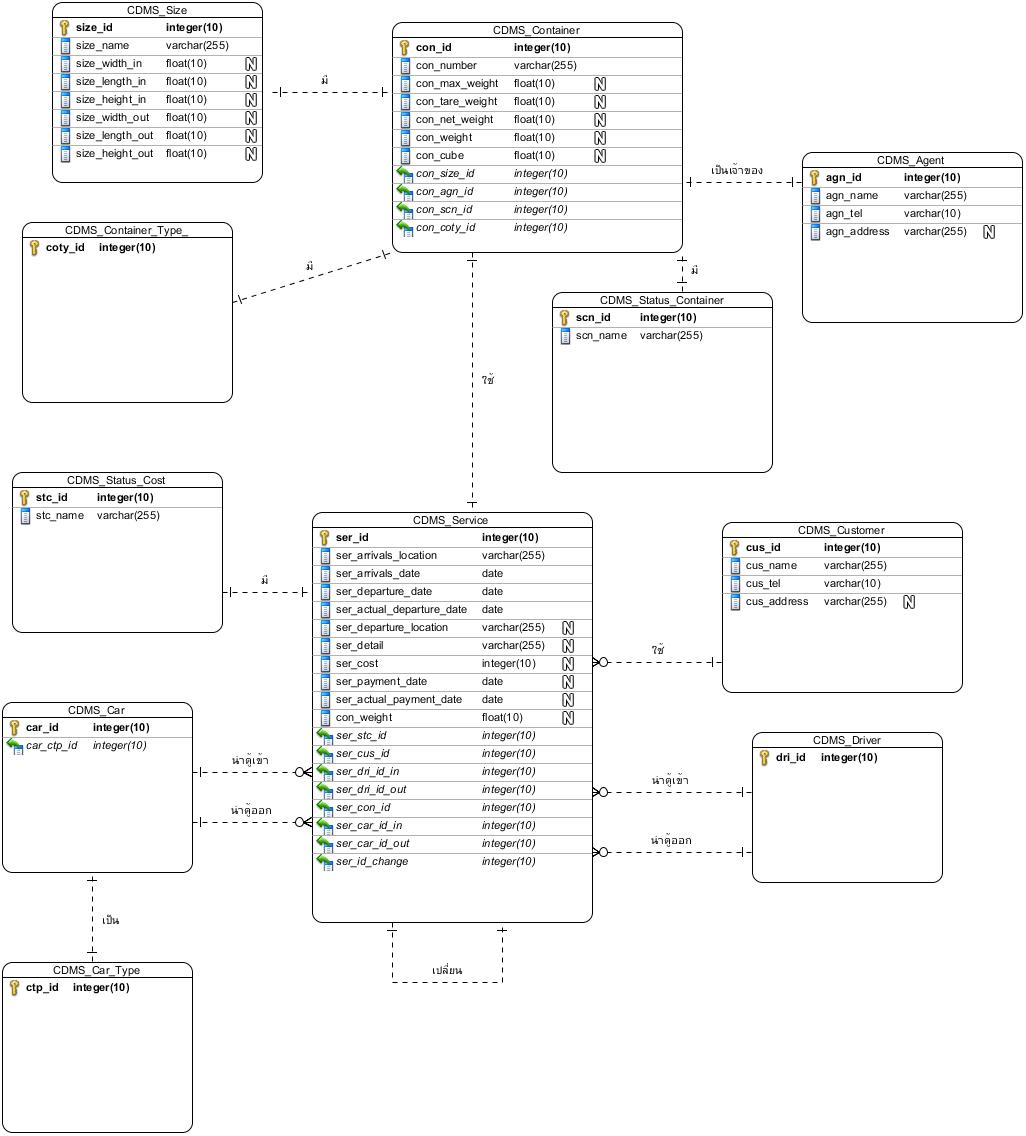 CDMS_Size
size_id integer(10)
size_name varchar(255)
size_width_in float(10) N
size_length_in float(10) N
size_height_in float(10) N
size_width_out float(10) N
size_length_out float(10) N
size_height_out float(10) N
มี
CDMS_Container
con_id integer(10)
con_number varchar(255)
con_max_weight float(10) N
con_tare_weight float(10) N
con_net_weight float(10) N
con_weight float(10) N
con_cube float(10) N
con_size_id integer(10)
con_agn_id integer(10)
con_scn_id integer(10)
con_coty_id integer(10)
เป็นเจ้าของ
CDMS_Agent
agn_id integer(10)
agn_name varchar(255)
agn_tel varchar(10)
agn_address varchar(255) N
CDMS_Container_Type_
coty_id integer(10)
มี
มี
CDMS_Status_Container
scn_id integer(10)
scn_name varchar(255)
ใช้
CDMS_Status_Cost
stc_id integer(10)
stc_name varchar(255)
มี
CDMS_Service
ser_id integer(10)
ser_arrivals_location varchar(255)
ser_arrivals_date date
ser_departure_date date
ser_actual_departure_date date
ser_departure_location varchar(255) N
ser_detail varchar(255) N
ser_cost integer(10) N
ser_payment_date date N
ser_actual_payment_date date N
con_weight float(10) N
ser_stc_id integer(10)
ser_cus_id integer(10)
ser_dri_id_in integer(10)
ser_dri_id_out integer(10)
ser_con_id integer(10)
ser_car_id_in integer(10)
ser_car_id_out integer(10)
ser_id_change integer(10)
CDMS_Customer
cus_id integer(10)
cus_name varchar(255)
cus_tel varchar(10)
cus_address varchar(255) N
ใช้
CDMS_Car
car_id integer(10)
car_ctp_id integer(10)
นำตู้เข้า
นำตู้ออก
CDMS_Driver
dri_id integer(10)
นำตู้เข้า
นำตู้ออก
เป็น
เปลี่ยน
CDMS_Car_Type
ctp_id integer(10)